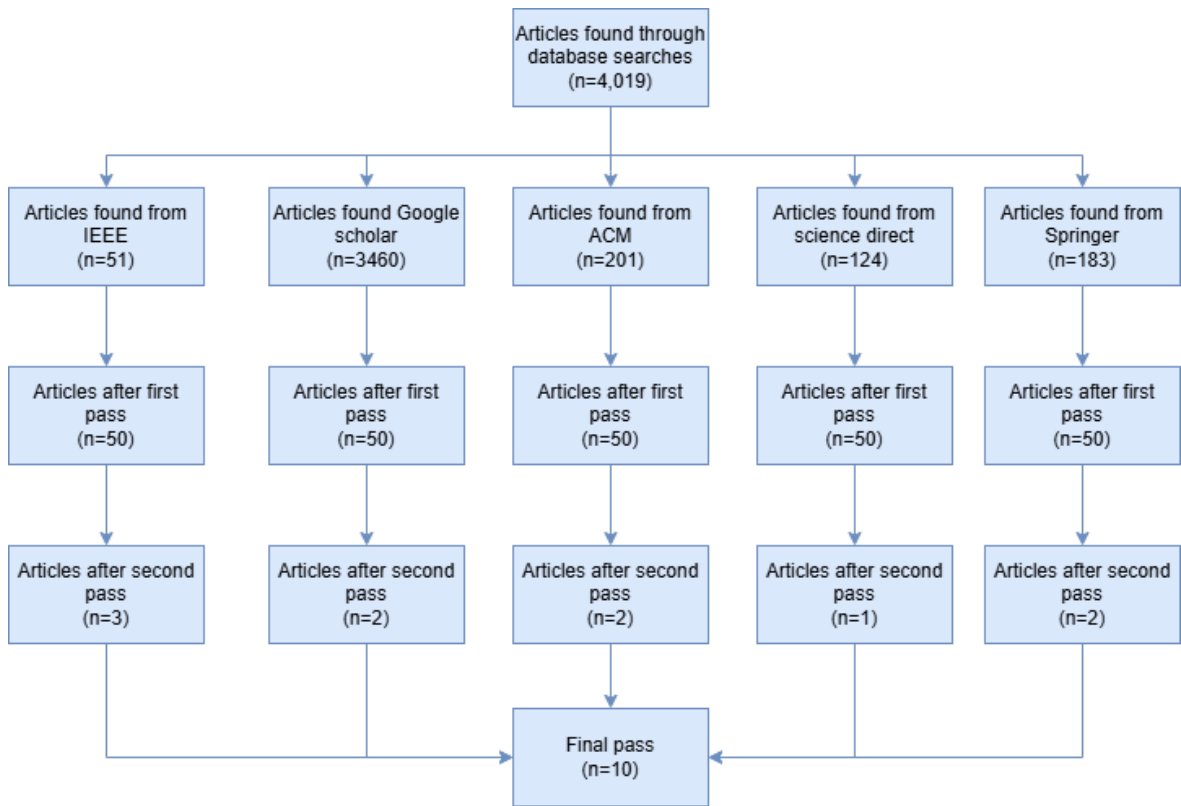 Articles found through
database searches
(n=4,019)
Articles found from
IEEE
(n=51)
Articles found Google
scholar
(n=3460)
Articles found from
ACM
(n=201)
Articles found from
science direct
(n=124)
Articles found from
Springer
(n=183)
Articles after first
pass
(n=50)
Articles after first
pass
(n=50)
Articles after first
pass
(n=50)
Articles after first
pass
(n=50)
Articles after first
pass
(n=50)
Articles after second
pass
(n=3)
Articles after second
pass
(n=2)
Articles after second
pass
(n=2)
Articles after second
pass
(n=1)
Articles after second
pass
(n=2)
Final pass
(n=10)